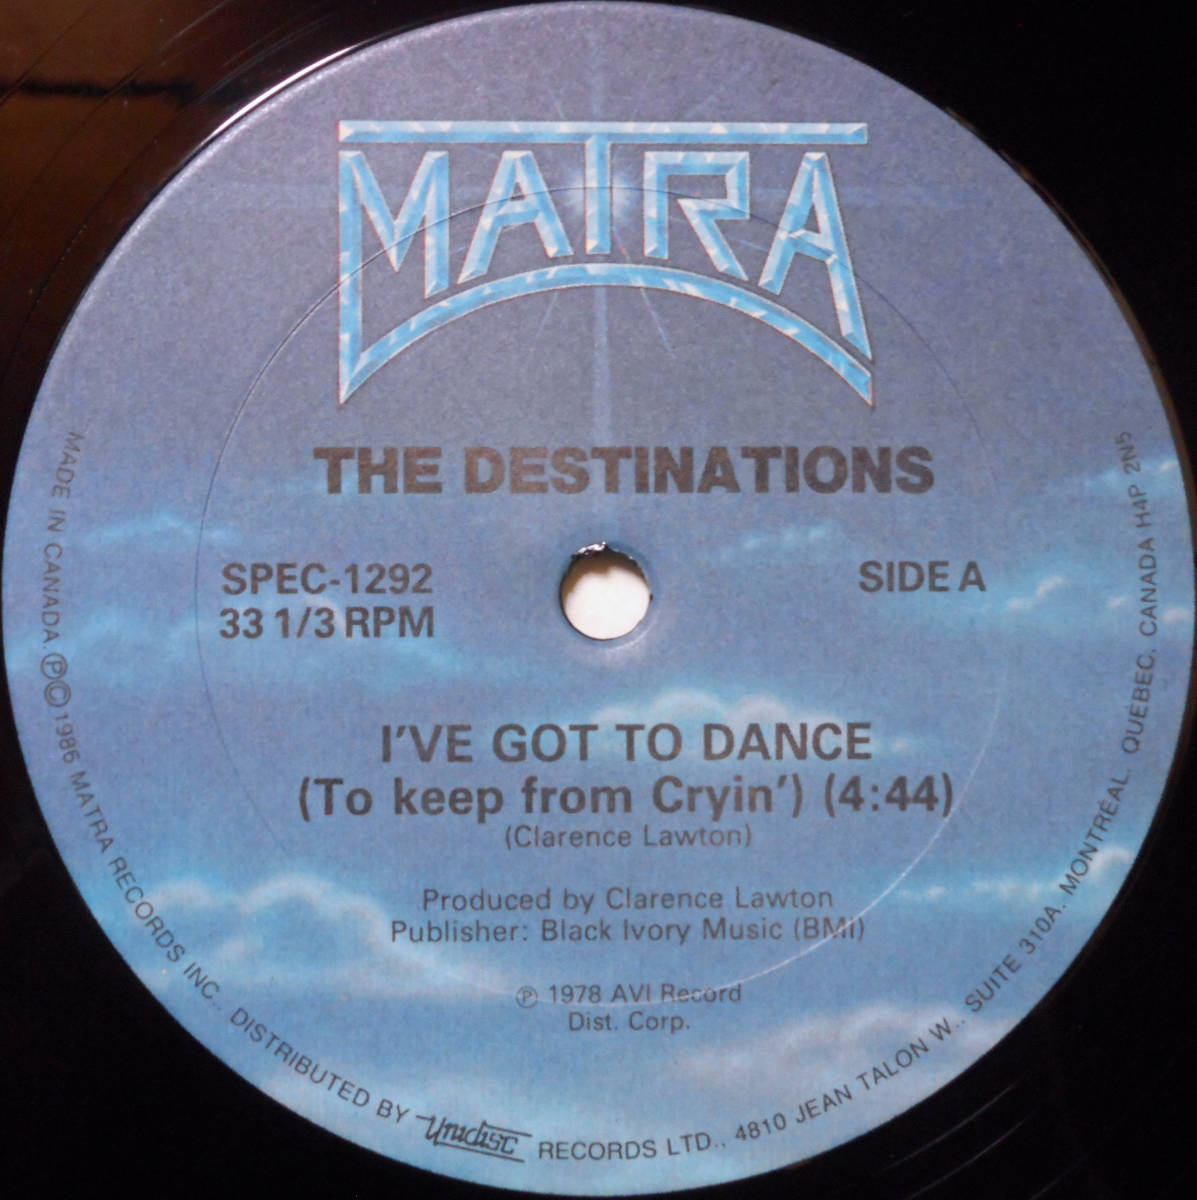 MATRA
THE DESTINATIONS
SPEC-1292
33 1/3 RPM
SIDE A
I'VE GOT TO DANCE
(To keep from Cryin') (4:44)
(Clarence Lawton)
Produced by Clarence Lawton
Publisher: Black Ivory Music (BMI)
℗ 1978 AVI Record
Dist. Corp.
MADE IN CANADA. ℗© 1986 MATRA RECORDS INC., DISTRIBUTED BY Unidisc RECORDS LTD., 4810 JEAN TALON W., SUITE 310A, MONTRÉAL, QUEBEC, CANADA H4P 2N5